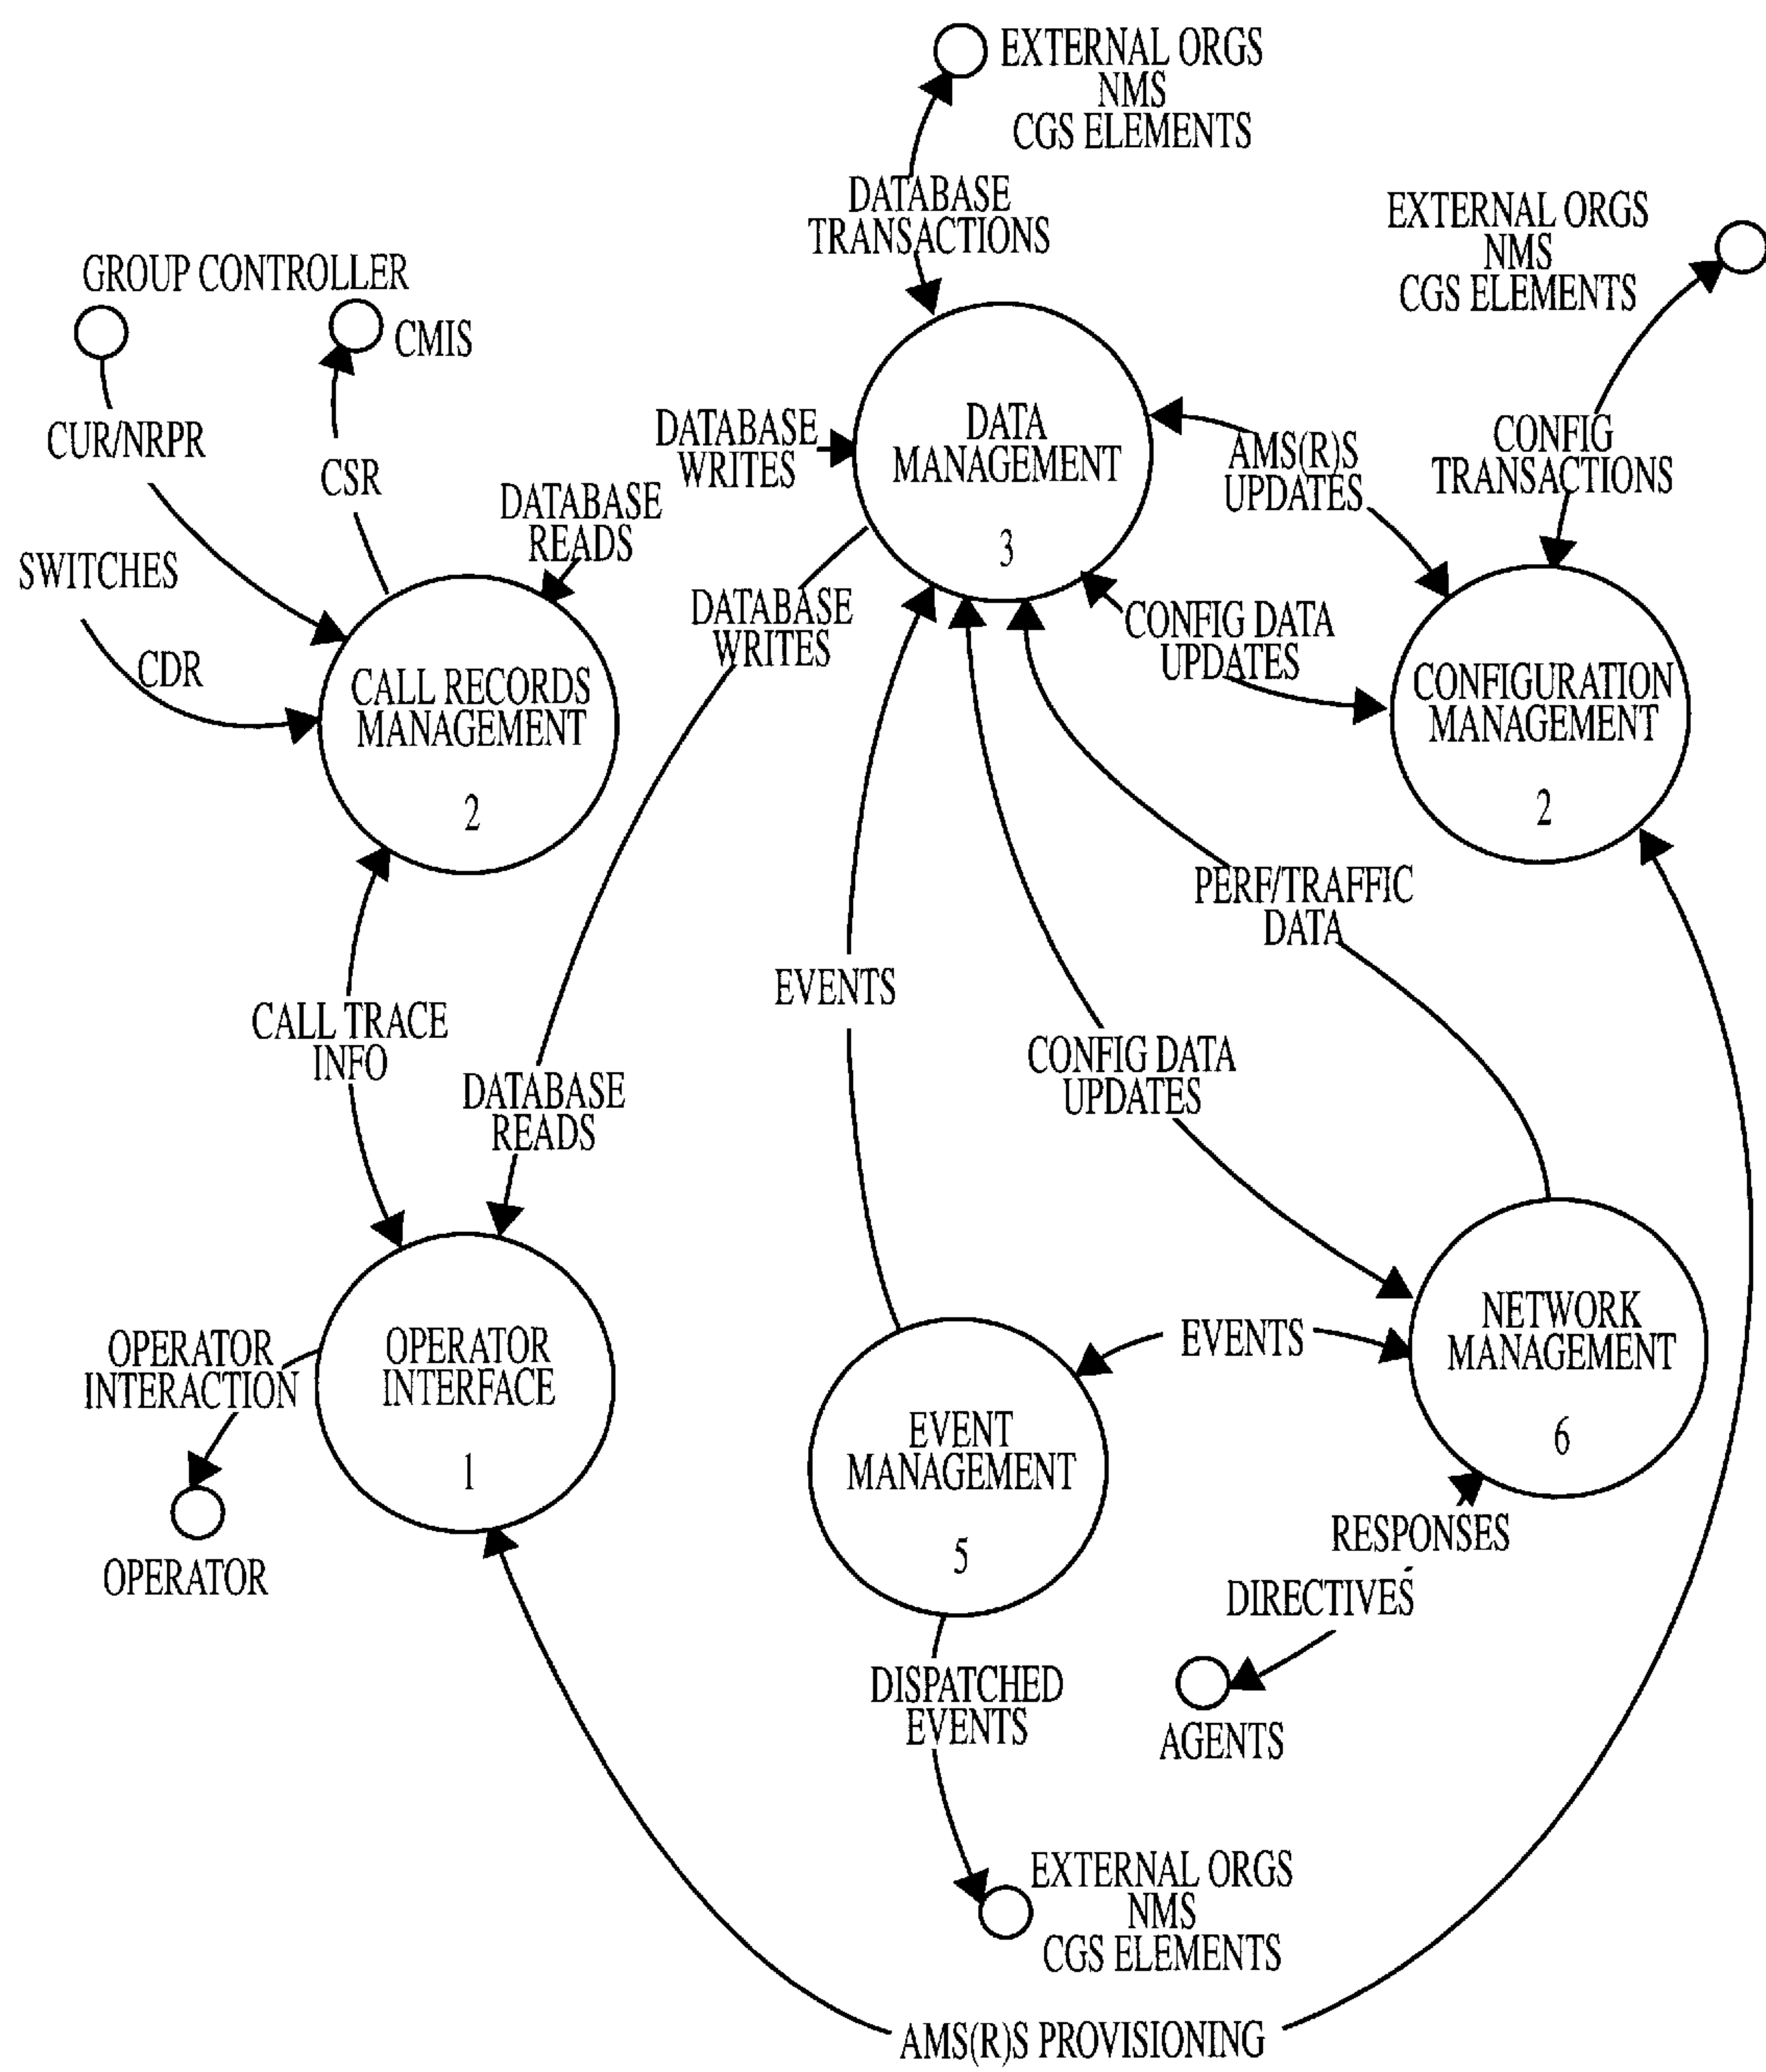 EXTERNAL ORGS
NMS
CGS ELEMENTS
DATABASE
TRANSACTIONS
EXTERNAL ORGS
NMS
CGS ELEMENTS
GROUP CONTROLLER
CMIS
CUR/NRPR
CSR
DATABASE
WRITES
DATA
MANAGEMENT
3
AMS(R)S
UPDATES
CONFIG
TRANSACTIONS
DATABASE
READS
SWITCHES
CDR
DATABASE
WRITES
CONFIG DATA
UPDATES
CALL RECORDS
MANAGEMENT
2
CONFIGURATION
MANAGEMENT
2
PERF/TRAFFIC
DATA
EVENTS
CALL TRACE
INFO
CONFIG DATA
UPDATES
DATABASE
READS
OPERATOR
INTERACTION
OPERATOR
INTERFACE
1
EVENTS
NETWORK
MANAGEMENT
6
EVENT
MANAGEMENT
5
RESPONSES
DIRECTIVES
OPERATOR
DISPATCHED
EVENTS
AGENTS
EXTERNAL ORGS
NMS
CGS ELEMENTS
AMS(R)S PROVISIONING